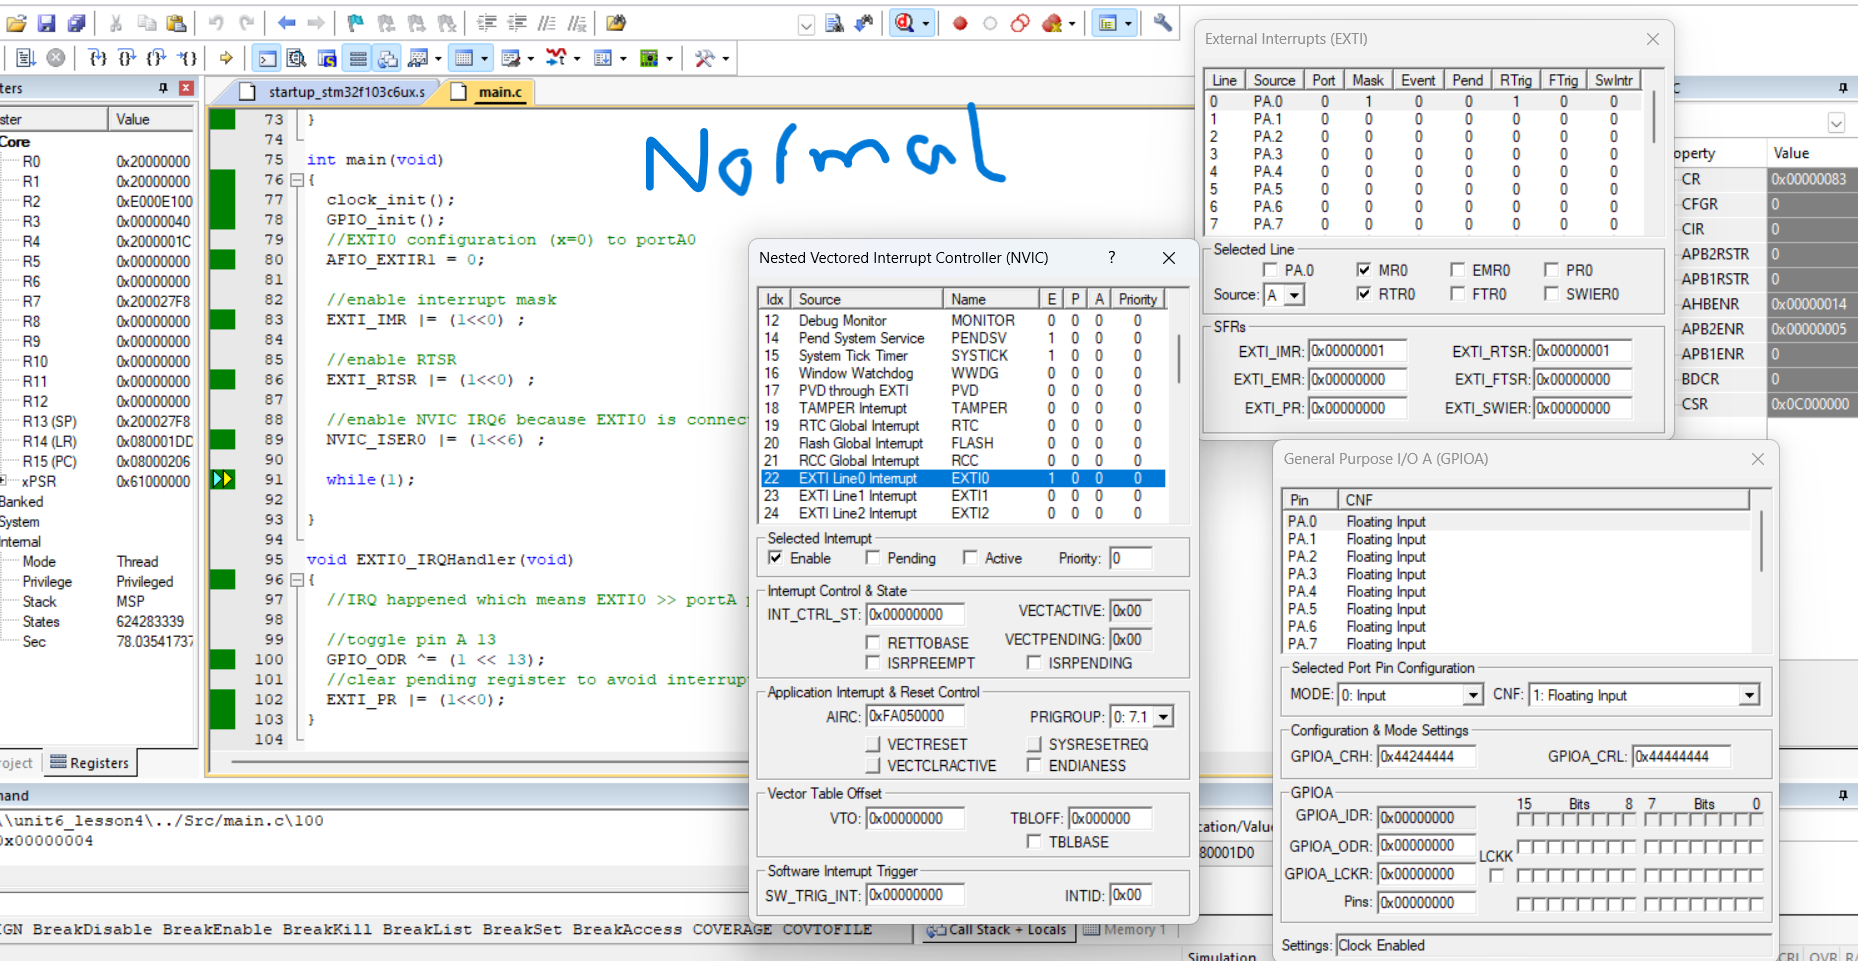 External Interrupts (EXTI)
ters
startup_stm32f103c6ux.s
main.c
ster Value
Core
R0 0x20000000
R1 0x20000000
R2 0xE000E100
R3 0x00000040
R4 0x2000001C
R5 0x00000000
R6 0x00000000
R7 0x200027F8
R8 0x00000000
R9 0x00000000
R10 0x00000000
R11 0x00000000
R12 0x00000000
R13 (SP) 0x200027F8
R14 (LR) 0x080001DD
R15 (PC) 0x08000206
xPSR 0x61000000
Banked
System
Internal
Mode Thread
Privilege Privileged
Stack MSP
States 624283339
Sec 78.03541737
roject Registers
73 }
74
75 int main(void)
76 {
77 clock_init();
78 GPIO_init();
79 //EXTI0 configuration (x=0) to portA0
80 AFIO_EXTIR1 = 0;
81
82 //enable interrupt mask
83 EXTI_IMR |= (1<<0) ;
84
85 //enable RTSR
86 EXTI_RTSR |= (1<<0) ;
87
88 //enable NVIC IRQ6 because EXTI0 is connec
89 NVIC_ISER0 |= (1<<6) ;
90
91 while(1);
92
93 }
94
95 void EXTI0_IRQHandler(void)
96 {
97 //IRQ happened which means EXTI0 >> portA
98
99 //toggle pin A 13
100 GPIO_ODR ^= (1 << 13);
101 //clear pending register to avoid interrup
102 EXTI_PR |= (1<<0);
103 }
104
Normal
Nested Vectored Interrupt Controller (NVIC) ?
Idx Source Name E P A Priority
12 Debug Monitor MONITOR 0 0 0 0
14 Pend System Service PENDSV 1 0 0 0
15 System Tick Timer SYSTICK 1 0 0 0
16 Window Watchdog WWDG 0 0 0 0
17 PVD through EXTI PVD 0 0 0 0
18 TAMPER Interrupt TAMPER 0 0 0 0
19 RTC Global Interrupt RTC 0 0 0 0
20 Flash Global Interrupt FLASH 0 0 0 0
21 RCC Global Interrupt RCC 0 0 0 0
22 EXTI Line0 Interrupt EXTI0 1 0 0 0
23 EXTI Line1 Interrupt EXTI1 0 0 0 0
24 EXTI Line2 Interrupt EXTI2 0 0 0 0
Selected Interrupt
Enable Pending Active Priority: 0
Interrupt Control & State
INT_CTRL_ST: 0x00000000 VECTACTIVE: 0x00
RETTOBASE VECTPENDING: 0x00
ISRPREEMPT ISRPENDING
Application Interrupt & Reset Control
AIRC: 0xFA050000 PRIGROUP: 0: 7.1
VECTRESET SYSRESETREQ
VECTCLRACTIVE ENDIANESS
Vector Table Offset
VTO: 0x00000000 TBLOFF: 0x000000
TBLBASE
Software Interrupt Trigger
SW_TRIG_INT: 0x00000000 INTID: 0x00
Line Source Port Mask Event Pend RTrig FTrig SwIntr
0 PA.0 0 1 0 0 1 0 0
1 PA.1 0 0 0 0 0 0 0
2 PA.2 0 0 0 0 0 0 0
3 PA.3 0 0 0 0 0 0 0
4 PA.4 0 0 0 0 0 0 0
5 PA.5 0 0 0 0 0 0 0
6 PA.6 0 0 0 0 0 0 0
7 PA.7 0 0 0 0 0 0 0
Selected Line
PA.0 MR0 EMR0 PR0
Source: A RTR0 FTR0 SWIER0
SFRs
EXTI_IMR: 0x00000001 EXTI_RTSR: 0x00000001
EXTI_EMR: 0x00000000 EXTI_FTSR: 0x00000000
EXTI_PR: 0x00000000 EXTI_SWIER: 0x00000000
operty Value
CR 0x00000083
CFGR 0
CIR 0
APB2RSTR 0
APB1RSTR 0
AHBENR 0x00000014
APB2ENR 0x00000005
APB1ENR 0
BDCR 0
CSR 0x0C000000
General Purpose I/O A (GPIOA)
Pin CNF
PA.0 Floating Input
PA.1 Floating Input
PA.2 Floating Input
PA.3 Floating Input
PA.4 Floating Input
PA.5 Floating Input
PA.6 Floating Input
PA.7 Floating Input
Selected Port Pin Configuration
MODE: 0: Input CNF: 1: Floating Input
Configuration & Mode Settings
GPIOA_CRH: 0x44244444 GPIOA_CRL: 0x44444444
GPIOA
15 Bits 8 7 Bits 0
GPIOA_IDR: 0x00000000
GPIOA_ODR: 0x00000000
LCKK
GPIOA_LCKR: 0x00000000
Pins: 0x00000000
Settings: Clock Enabled
mand
\\unit6_lesson4\../Src/main.c\100
0x00000004
IGN BreakDisable BreakEnable BreakKill BreakList BreakSet BreakAccess COVERAGE COVTOFILE
cation/Value
80001D0
Call Stack + Locals Memory 1
Simulation
OVR